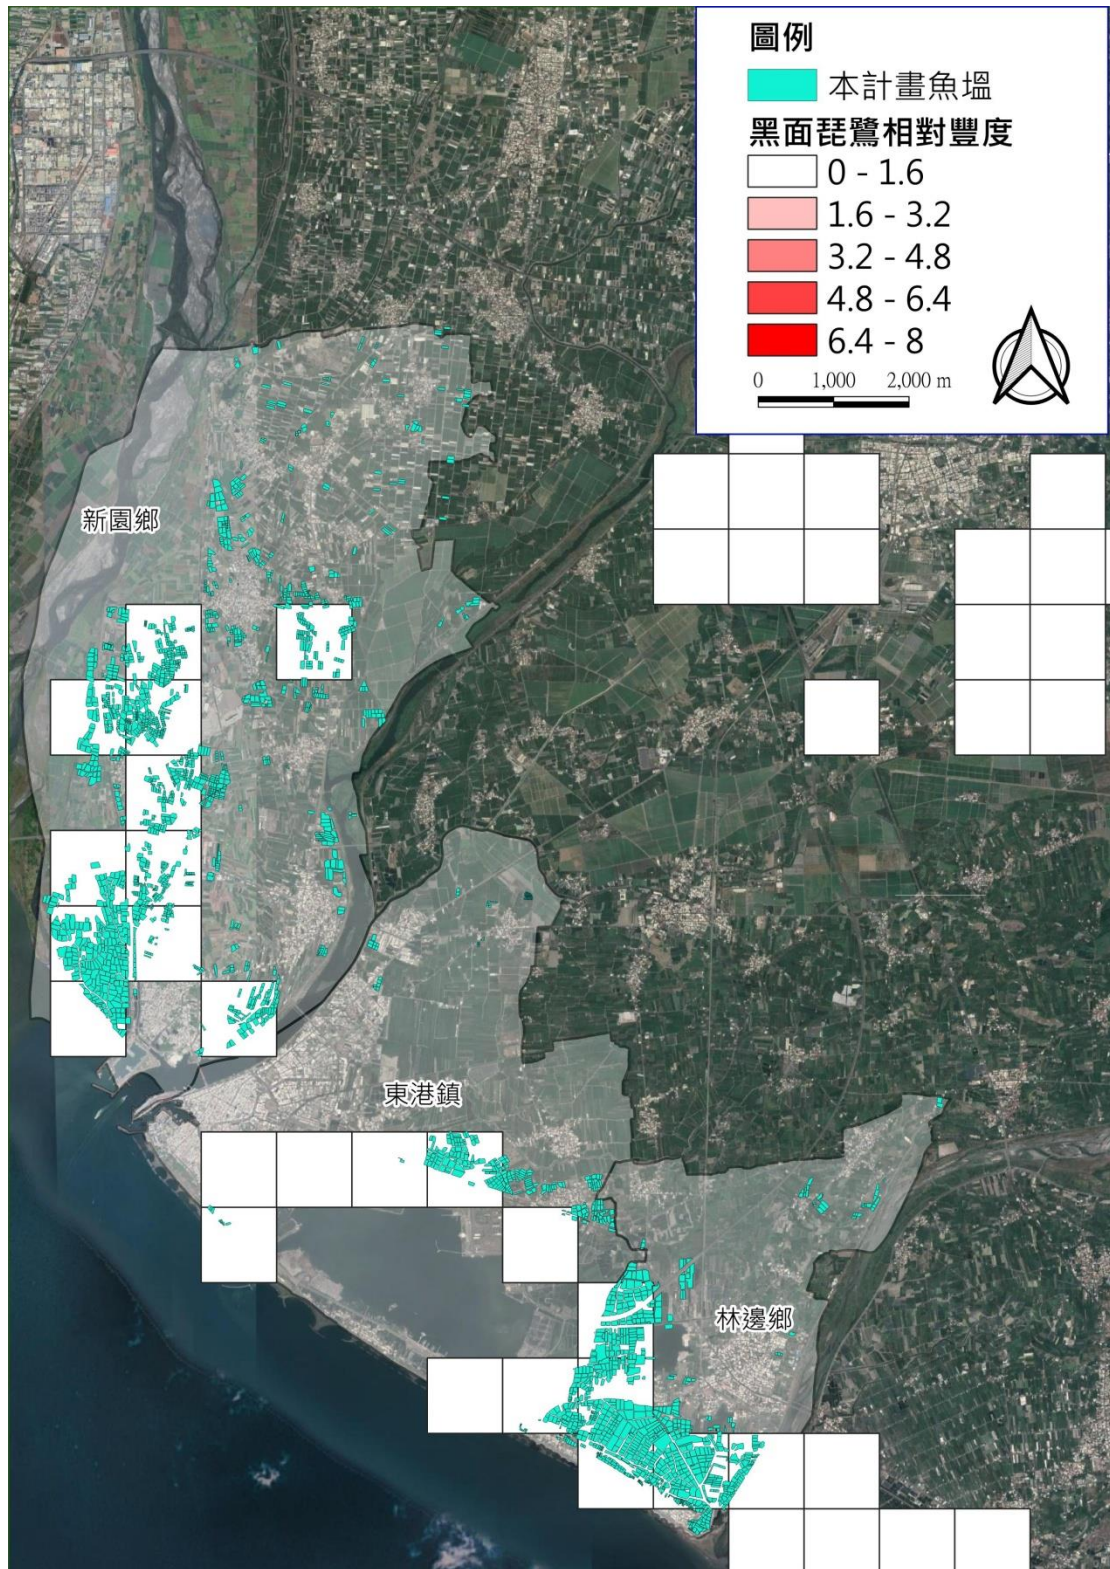 圖例
本計畫魚塭
黑面琵鷺相對豐度
0 - 1.6
1.6 - 3.2
3.2 - 4.8
4.8 - 6.4
6.4 - 8
0 1,000 2,000 m
新園鄉
東港鎮
林邊鄉